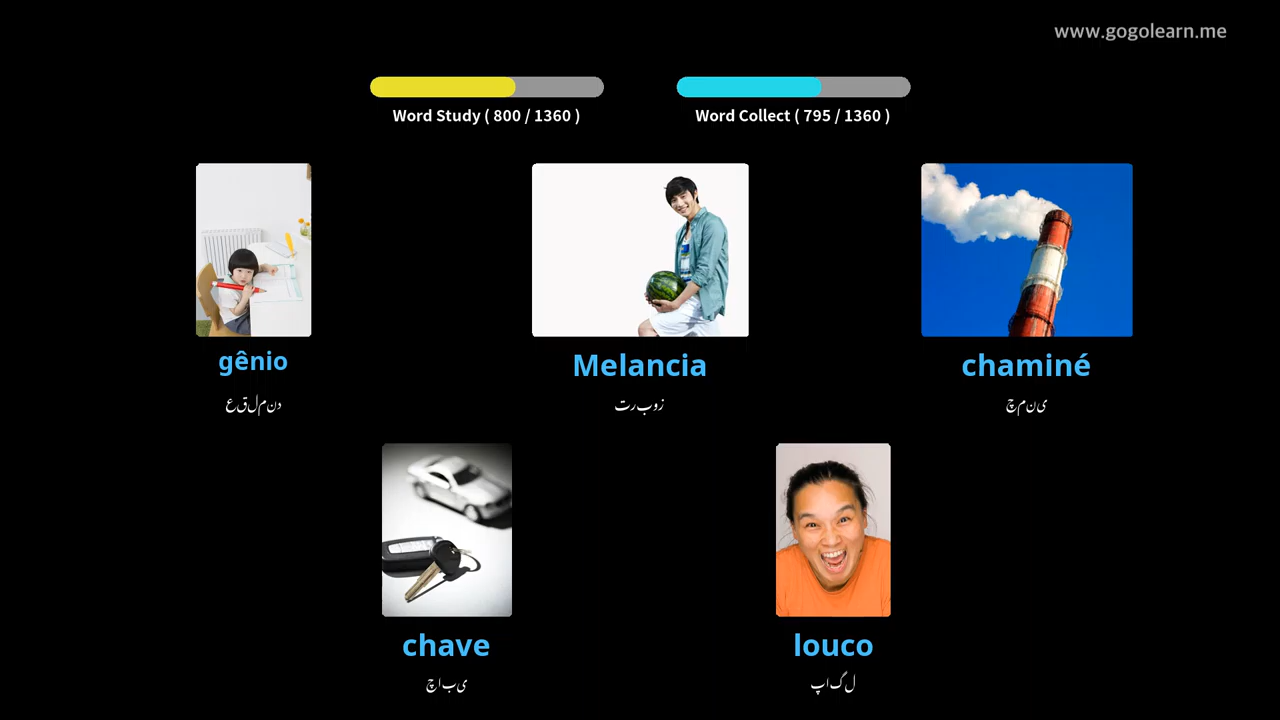 www.gogolearn.me
Word Study ( 800 / 1360 )
Word Collect ( 795 / 1360 )
gênio
Melancia
chaminé
عقلمند
تربوز
چمنی
chave
louco
چابی
پاگل